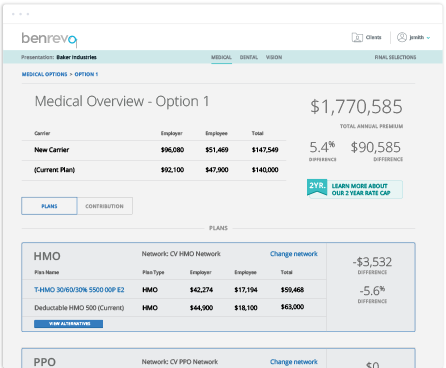 benrevo
Clients
jsmith
Presentation: Baker Industries
MEDICAL DENTAL VISION
FINAL SELECTIONS
MEDICAL OPTIONS > OPTION 1
Medical Overview - Option 1
$1,770,585
TOTAL ANNUAL PREMIUM
Carrier Employer Employee Total
New Carrier $96,080 $51,469 $147,549
(Current Plan) $92,100 $47,900 $140,000
5.4% $90,585
DIFFERENCE DIFFERENCE
2YR. LEARN MORE ABOUT
OUR 2 YEAR RATE CAP
PLANS CONTRIBUTION
PLANS
HMO Network: CV HMO Network Change network
Plan Name Plan Type Employer Employee Total
T-HMO 30/60/30% 5500 00P E2 HMO $42,274 $17,194 $59,468
Deductable HMO 500 (Current) HMO $44,900 $18,100 $63,000
VIEW ALTERNATIVES
-$3,532
DIFFERENCE
-5.6%
DIFFERENCE
PPO Network: CV PPO Network Change network
$0